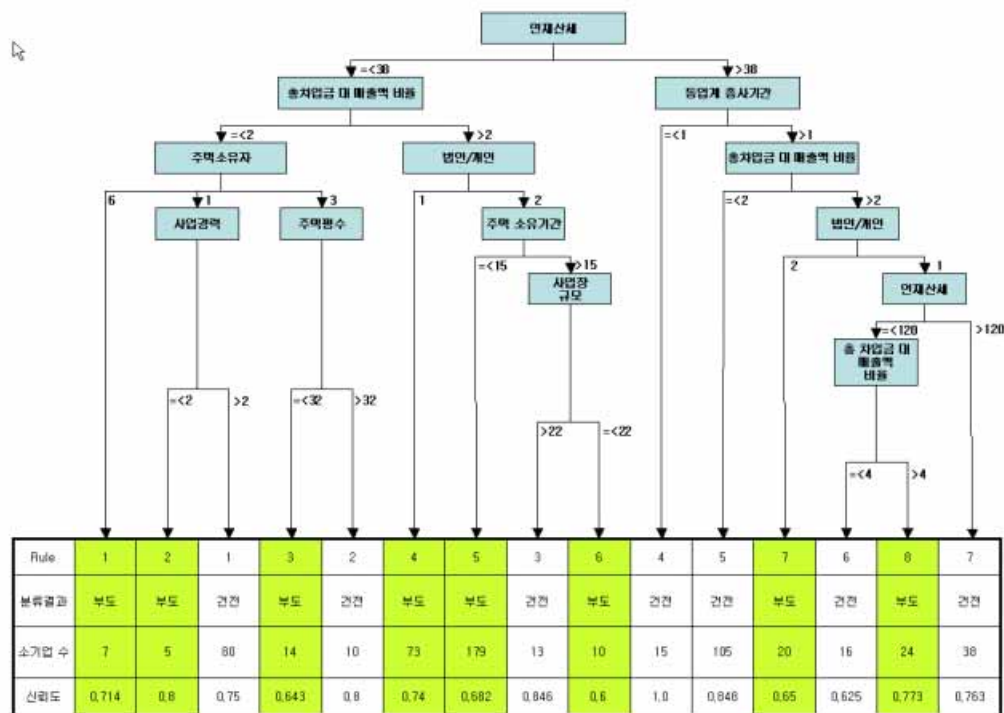 연재산세
=<38 >38
총차입금 대 매출액 비율 동업계 종사기간
=<2 >2 =<1 >1
주택소유자 법인/개인 총차입금 대 매출액 비율
6 1 3 1 2 =<2 >2
사업경력 주택평수 주택 소유기간 법인/개인
=<15 >15 2 1
사업장
규모
연재산세
=<120 >120
총 차입금 대
매출액
비율
=<2 >2 =<32 >32
>22 =<22
=<4 >4
Rule 1 2 1 3 2 4 5 3 6 4 5 7 6 8 7
분류결과 부도 부도 건전 부도 건전 부도 부도 건전 부도 건전 건전 부도 건전 부도 건전
소기업 수 7 5 80 14 10 73 179 13 10 15 105 20 16 24 38
신뢰도 0,714 0,8 0,75 0,643 0,8 0,74 0,682 0,846 0,6 1,0 0,848 0,65 0,625 0,773 0,763